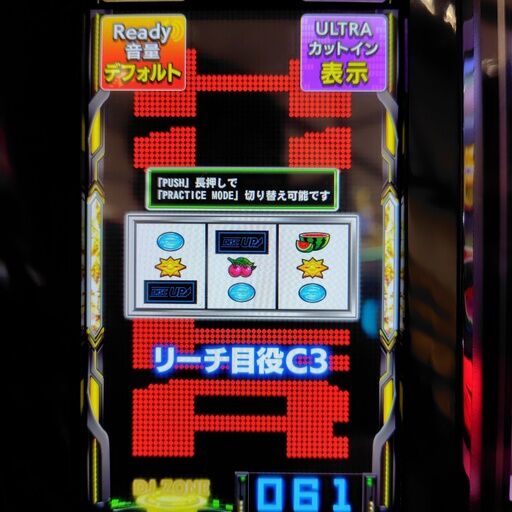 Ready
音量
デフォルト
ULTRA
カットイン
表示
『PUSH』長押しで
『PRACTICE MODE』切り替え可能です
リーチ目役C3
DJ ZONE
061